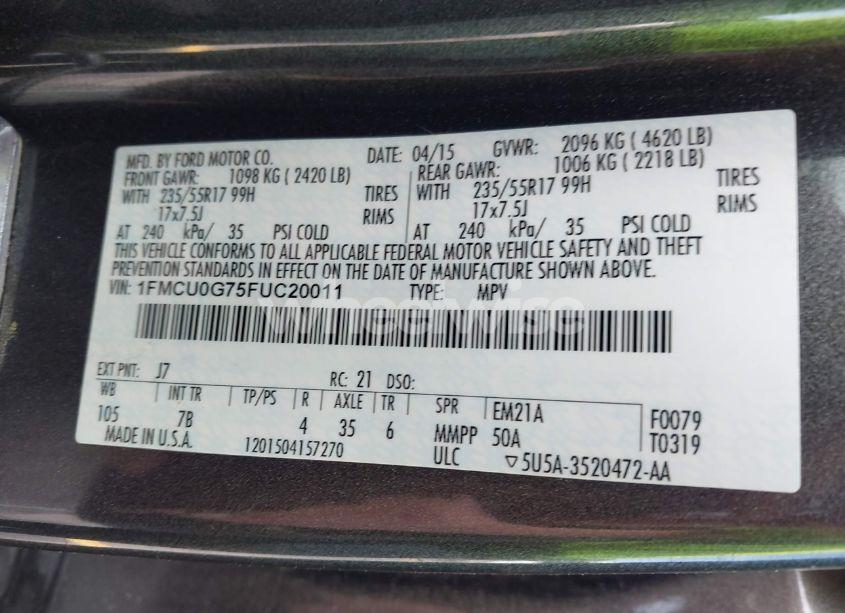 MFD. BY FORD MOTOR CO. DATE: 04/15 GVWR: 2096 KG ( 4620 LB)
FRONT GAWR: 1098 KG ( 2420 LB) REAR GAWR: 1006 KG ( 2218 LB)
WITH 235/55R17 99H TIRES WITH 235/55R17 99H TIRES
17x7.5J RIMS 17x7.5J RIMS
AT 240 kPa/ 35 PSI COLD AT 240 kPa/ 35 PSI COLD
THIS VEHICLE CONFORMS TO ALL APPLICABLE FEDERAL MOTOR VEHICLE SAFETY AND THEFT
PREVENTION STANDARDS IN EFFECT ON THE DATE OF MANUFACTURE SHOWN ABOVE.
VIN: 1FMCU0G75FUC20011 TYPE: MPV
wheelwise
EXT PNT: J7 RC: 21 DSO:
WB INT TR TP/PS R AXLE TR SPR EM21A F0079
105 7B 4 35 6 MMPP 50A T0319
MADE IN U.S.A. 1201504157270 ULC ▽5U5A-3520472-AA